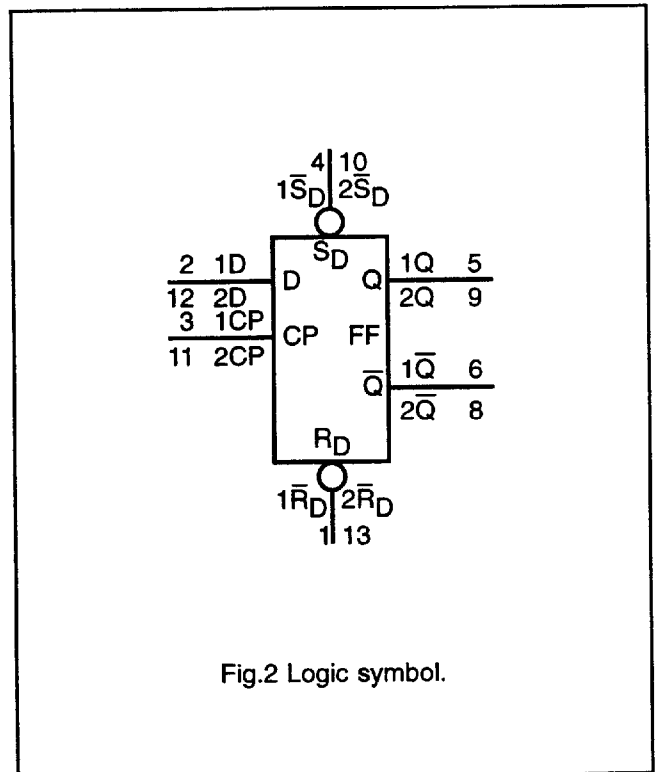 4 10
1S̅D 2S̅D
SD
2 1D D Q 1Q 5
12 2D 2Q 9
3 1CP CP FF
11 2CP
Q̅ 1Q̅ 6
2Q̅ 8
RD
1R̅D 2R̅D
1 13
Fig.2 Logic symbol.